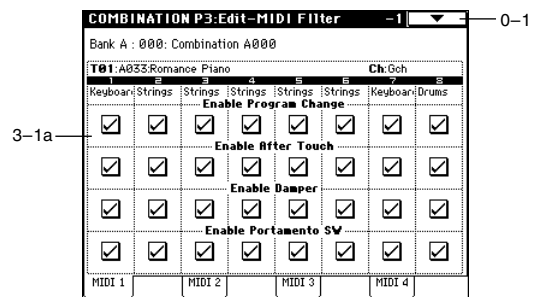 COMBINATION P3:Edit-MIDI Filter -1
0-1
Bank A : 000: Combination A000
T01:A033:Romance Piano Ch:Gch
1 2 3 4 5 6 7 8
Keyboar Strings Strings Strings Strings Strings Keyboar Drums
Enable Program Change
3-1a
Enable After Touch
Enable Damper
Enable Portamento SW
MIDI 1 MIDI 2 MIDI 3 MIDI 4